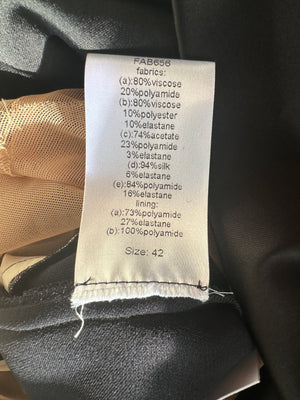 FAB656
fabrics:
(a):80%viscose
20%polyamide
(b):80%viscose
10%polyester
10%elastane
(c):74%acetate
23%polyamide
3%elastane
(d):94%silk
6%elastane
(e):84%polyamide
16%elastane
lining:
(a):73%polyamide
27%elastane
(b):100%polyamide
Size: 42